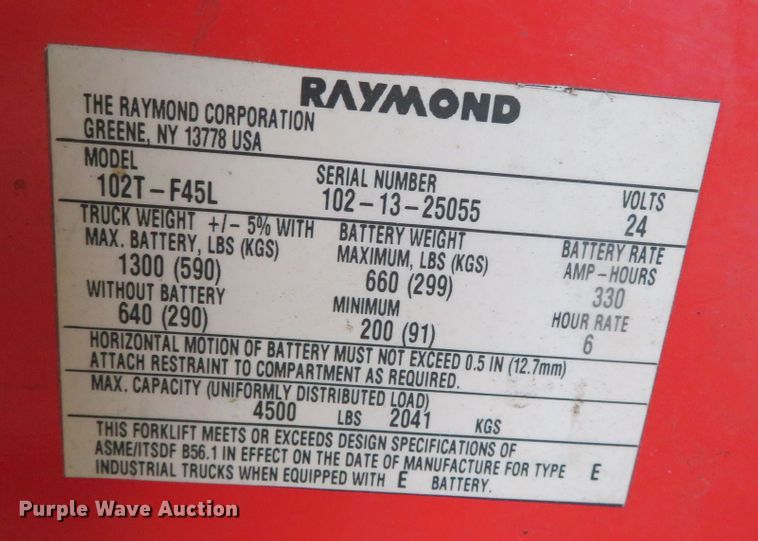 RAYMOND
THE RAYMOND CORPORATION
GREENE, NY 13778 USA
MODEL
102T-F45L
SERIAL NUMBER
102-13-25055
VOLTS
24
TRUCK WEIGHT +/- 5% WITH
MAX. BATTERY, LBS (KGS)
1300 (590)
WITHOUT BATTERY
640 (290)
BATTERY WEIGHT
MAXIMUM, LBS (KGS)
660 (299)
MINIMUM
200 (91)
BATTERY RATE
AMP-HOURS
330
HOUR RATE
6
HORIZONTAL MOTION OF BATTERY MUST NOT EXCEED 0.5 IN (12.7mm)
ATTACH RESTRAINT TO COMPARTMENT AS REQUIRED.
MAX. CAPACITY (UNIFORMLY DISTRIBUTED LOAD)
4500 LBS 2041 KGS
THIS FORKLIFT MEETS OR EXCEEDS DESIGN SPECIFICATIONS OF
ASME/ITSDF B56.1 IN EFFECT ON THE DATE OF MANUFACTURE FOR TYPE E
INDUSTRIAL TRUCKS WHEN EQUIPPED WITH E BATTERY.
Purple Wave Auction